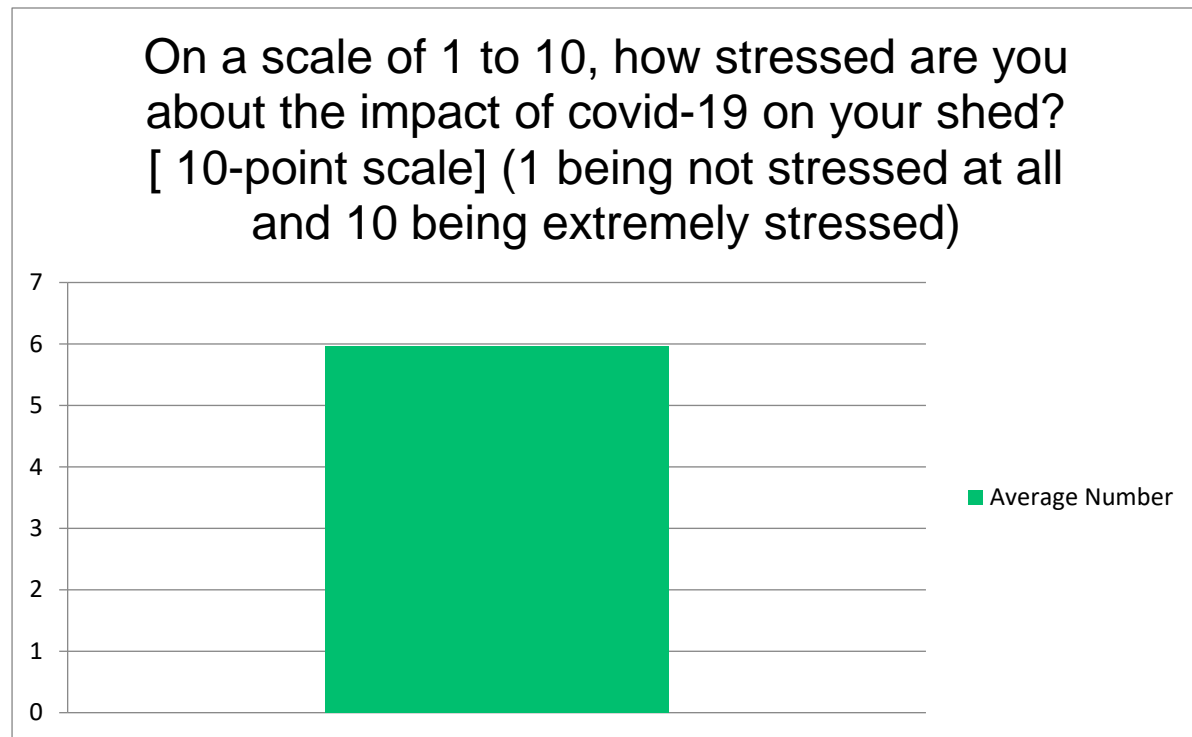 On a scale of 1 to 10, how stressed are you
about the impact of covid-19 on your shed?
[ 10-point scale] (1 being not stressed at all
and 10 being extremely stressed)
7
6
5
4
3
2
1
0
Average Number